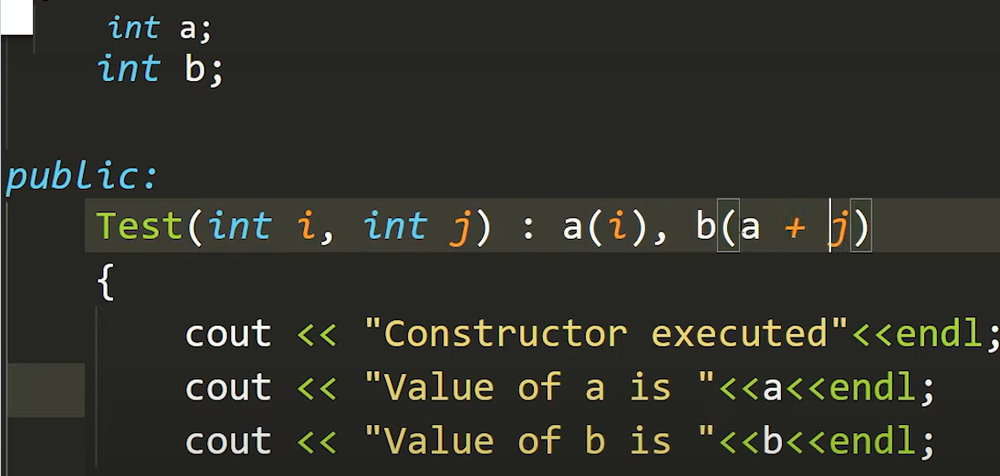 int a;
int b;
public:
Test(int i, int j) : a(i), b(a + j)
{
cout << "Constructor executed"<<endl;
cout << "Value of a is "<<a<<endl;
cout << "Value of b is "<<b<<endl;